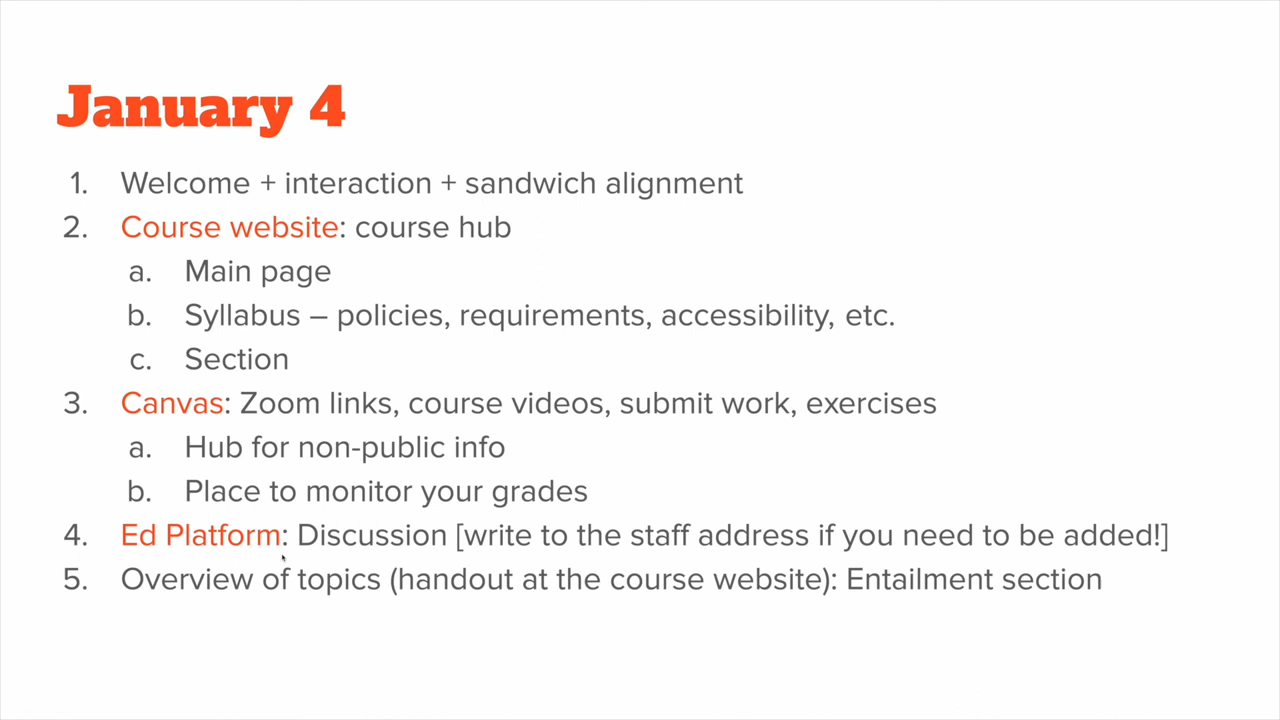 January 4
1. Welcome + interaction + sandwich alignment
2. Course website: course hub
a. Main page
b. Syllabus – policies, requirements, accessibility, etc.
c. Section
3. Canvas: Zoom links, course videos, submit work, exercises
a. Hub for non-public info
b. Place to monitor your grades
4. Ed Platform: Discussion [write to the staff address if you need to be added!]
5. Overview of topics (handout at the course website): Entailment section